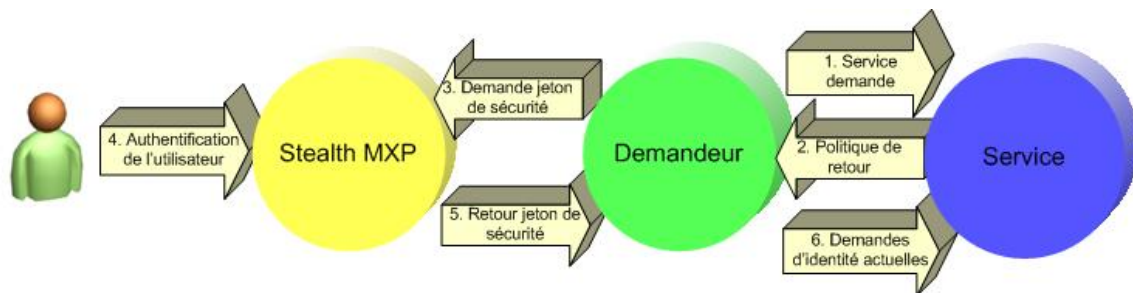 1. Service
demande
3. Demande jeton
de sécurité
4. Authentification
de l'utilisateur
Stealth MXP
Demandeur
2. Politique de
retour
Service
5. Retour jeton de
sécurité
6. Demandes
d'identité actuelles